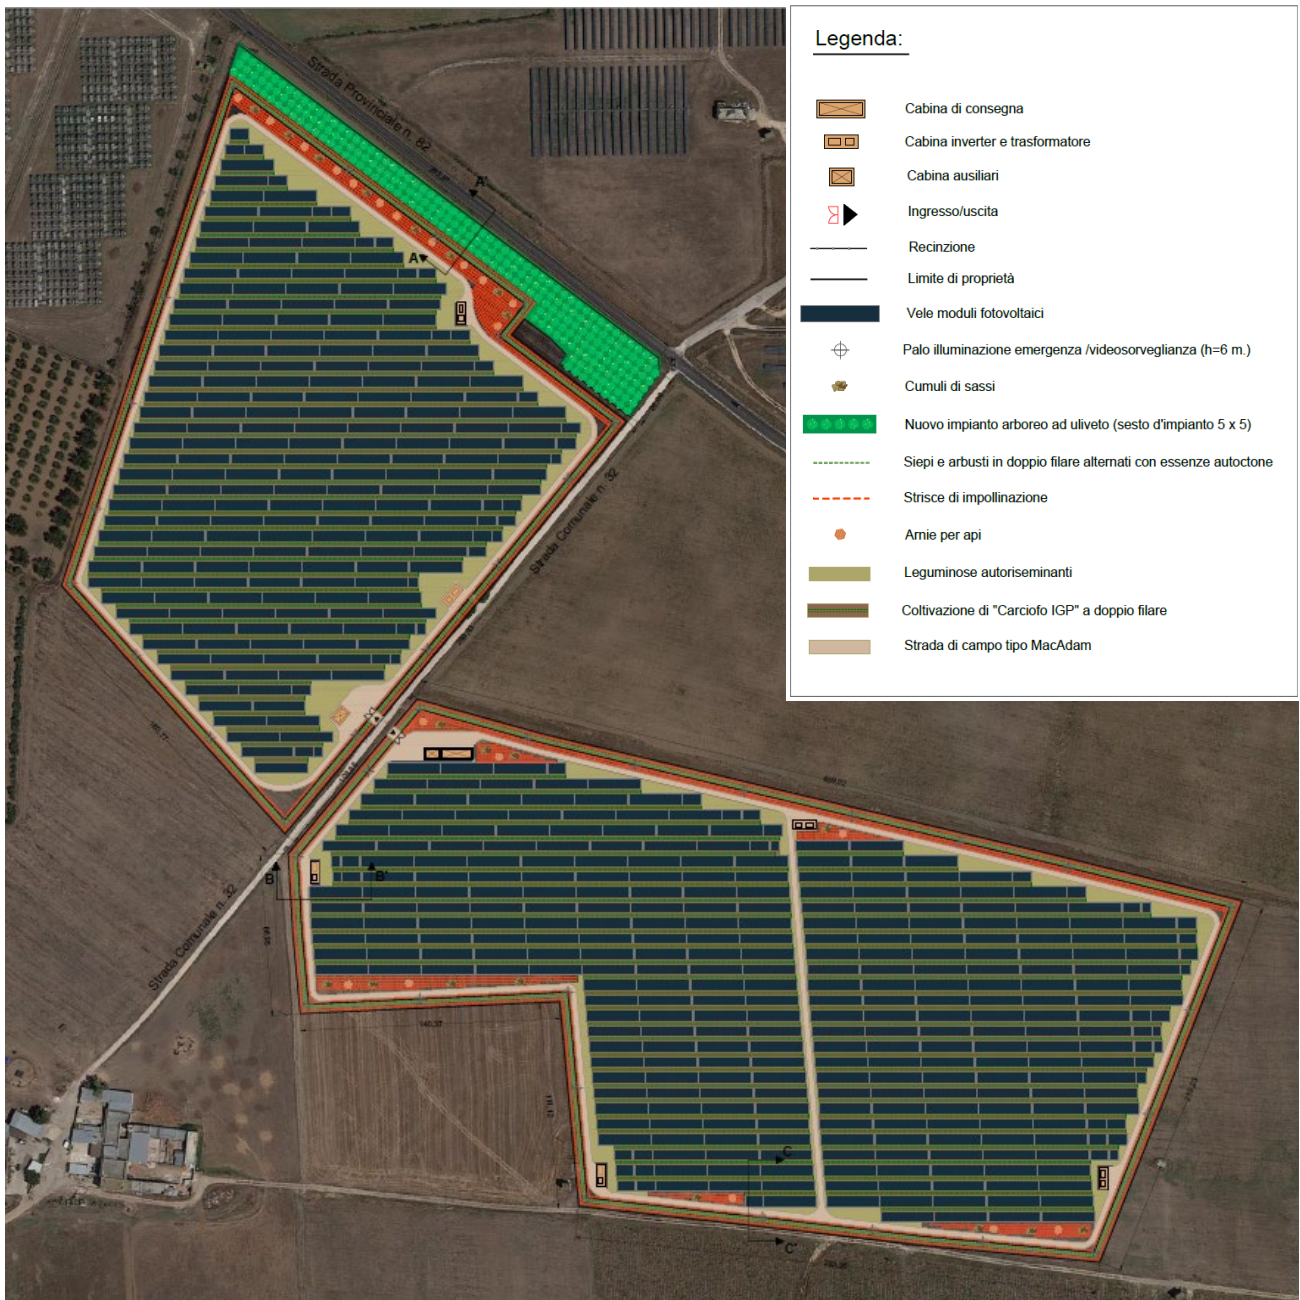 Legenda:
Cabina di consegna
Cabina inverter e trasformatore
Cabina ausiliari
Ingresso/uscita
Recinzione
Limite di proprietà
Vele moduli fotovoltaici
Palo illuminazione emergenza /videosorveglianza (h=6 m.)
Cumuli di sassi
Nuovo impianto arboreo ad uliveto (sesto d'impianto 5 x 5)
Siepi e arbusti in doppio filare alternati con essenze autoctone
Strisce di impollinazione
Arnie per api
Leguminose autoriseminanti
Coltivazione di "Carciofo IGP" a doppio filare
Strada di campo tipo MacAdam
Strada Provinciale n. 82
A'
A
Strada Comunale n. 32
B
B'
Strada Comunale n. 32
140,37
C
C'